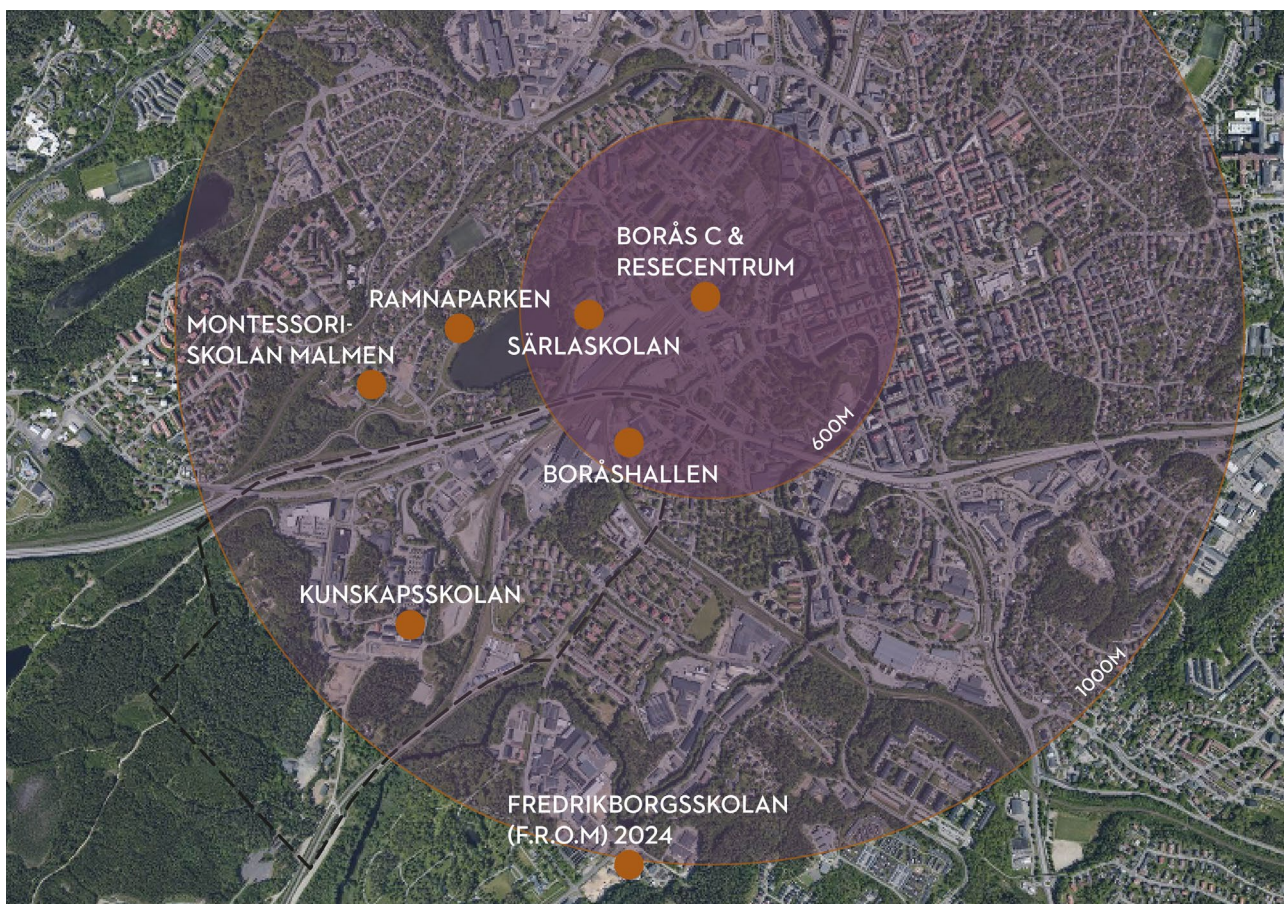 BORÅS C &
RESECENTRUM
RAMNAPARKEN
MONTESSORI-
SKOLAN MALMEN
SÄRLASKOLAN
600M
BORÅSHALLEN
KUNSKAPSSKOLAN
1000M
FREDRIKBORGSSKOLAN
(F.R.O.M) 2024